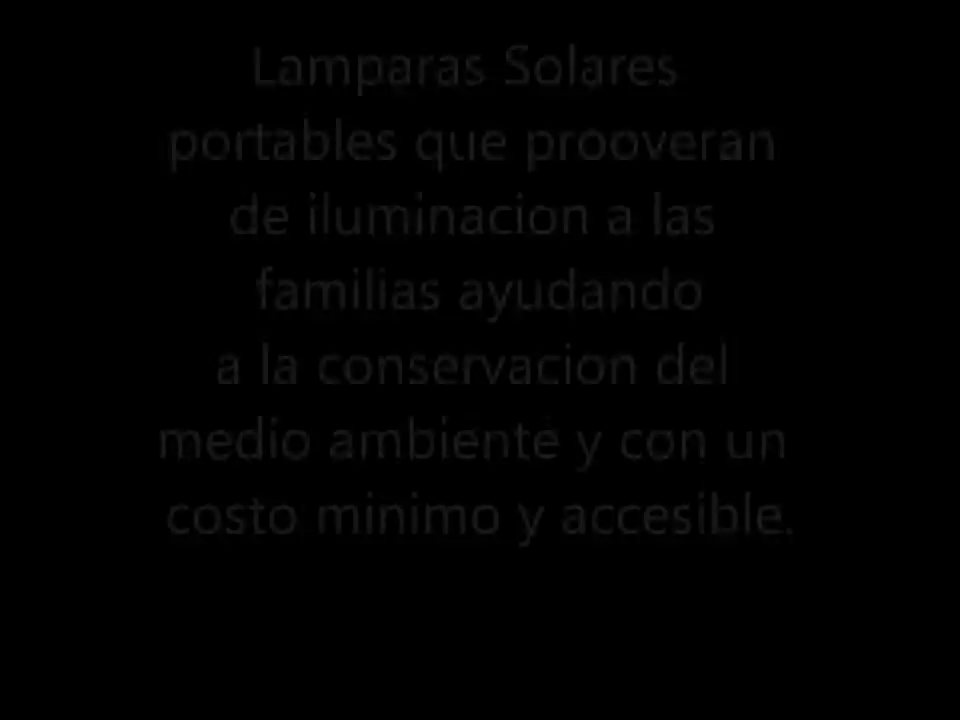 Lamparas Solares
portables que prooveran
de iluminacion a las
familias ayudando
a la conservacion del
medio ambiente y con un
costo minimo y accesible.